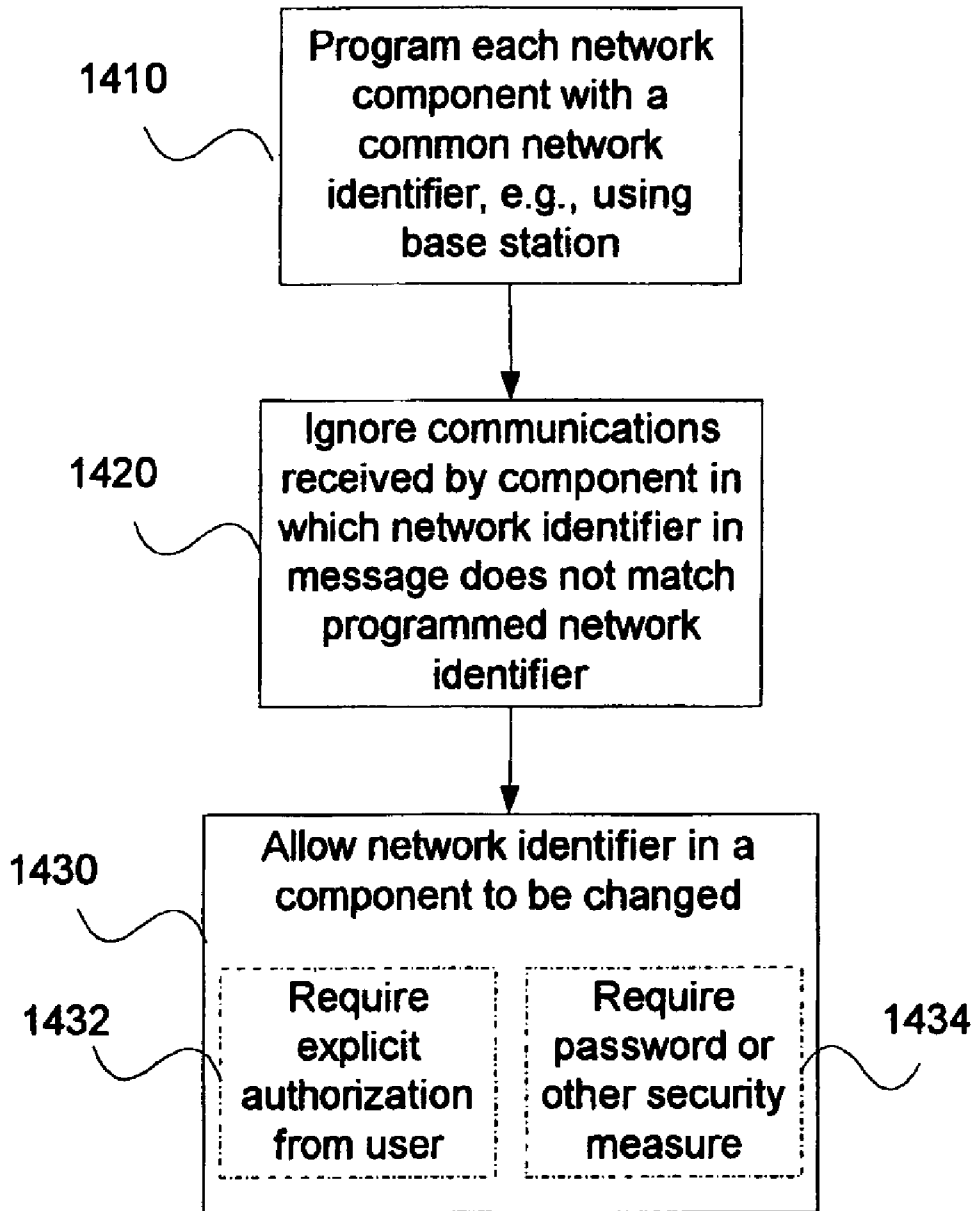 1410
Program each network
component with a
common network
identifier, e.g., using
base station
1420
Ignore communications
received by component in
which network identifier in
message does not match
programmed network
identifier
1430
Allow network identifier in a
component to be changed
1432
Require
explicit
authorization
from user
Require
password or
other security
measure
1434